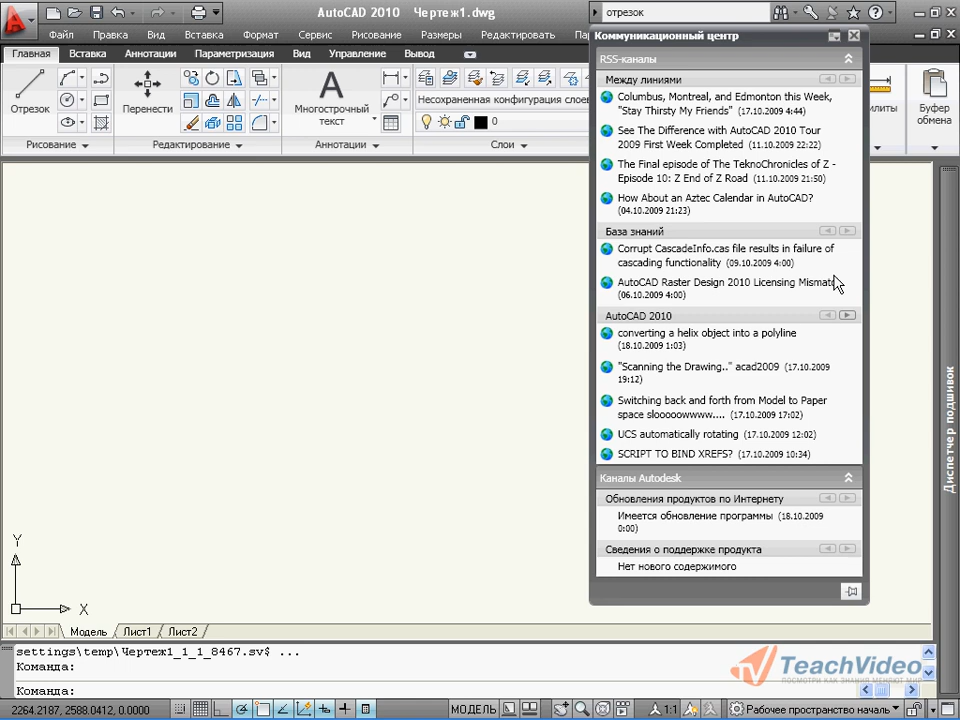 AutoCAD 2010 Чертеж1.dwg
отрезок
Файл Правка Вид Вставка Формат Сервис Рисование Размеры Редактировать
Главная Вставка Аннотации Параметризация Вид Управление Вывод
Отрезок
Перенести
Многострочный
текст
Несохраненная конфигурация слоев
0
Буфер
обмена
Рисование
Редактирование
Аннотации
Слои
Коммуникационный центр
RSS-каналы
Между линиями
Columbus, Montreal, and Edmonton this Week,
"Stay Thirsty My Friends" (17.10.2009 4:44)
See The Difference with AutoCAD 2010 Tour
2009 First Week Completed (11.10.2009 22:22)
The Final episode of The TeknoChronicles of Z -
Episode 10: Z End of Z Road (11.10.2009 21:50)
How About an Aztec Calendar in AutoCAD?
(04.10.2009 21:23)
База знаний
Corrupt CascadeInfo.cas file results in failure of
cascading functionality (09.10.2009 4:00)
AutoCAD Raster Design 2010 Licensing
(06.10.2009 4:00)
AutoCAD 2010
converting a helix object into a polyline
(18.10.2009 1:03)
"Scanning the Drawing.." acad2009 (17.10.2009
19:12)
Switching back and forth from Model to Paper
space slooooowwww.... (17.10.2009 17:02)
UCS automatically rotating (17.10.2009 12:02)
SCRIPT TO BIND XREFS? (17.10.2009 10:34)
Каналы Autodesk
Обновления продуктов по Интернету
Имеется обновление программы (18.10.2009
0:00)
Сведения о поддержке продукта
Нет нового содержимого
Диспетчер подшивок
Y
X
Модель Лист1 Лист2
settings\temp\Чертеж1_1_1_8467.sv$ ...
Команда:
Команда:
TeachVideo
ПОСМОТРИ КАК ЗНАНИЯ МЕНЯЮТ МИР
2264.2187, 2588.0412, 0.0000
МОДЕЛЬ
1:1
Рабочее пространство началь